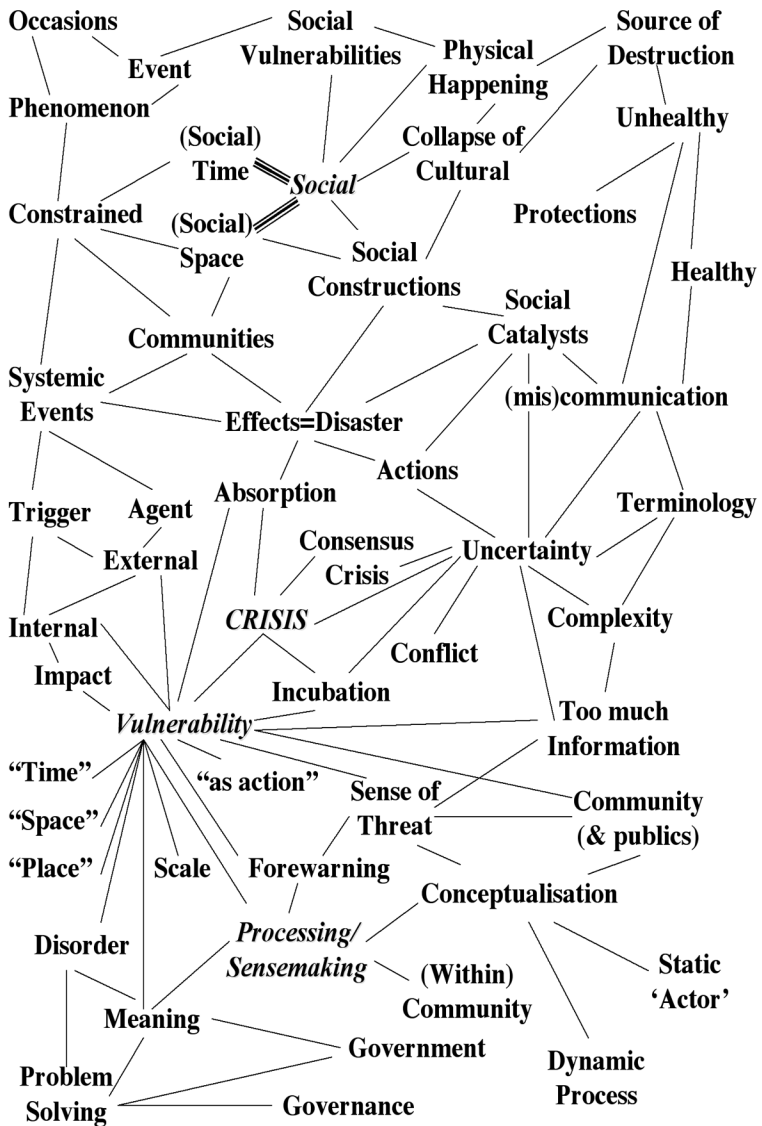 Occasions
Social
Vulnerabilities
Source of
Destruction
Physical
Happening
Event
Phenomenon
Unhealthy
(Social)
Time
Collapse of
Cultural
Social
Constrained
(Social)
Space
Protections
Social
Constructions
Healthy
Social
Catalysts
Communities
Systemic
Events
(mis)communication
Effects=Disaster
Actions
Absorption
Trigger
Agent
Terminology
Consensus
Crisis
Uncertainty
External
CRISIS
Complexity
Internal
Conflict
Impact
Incubation
Vulnerability
Too much
Information
“Time”
“as action”
Sense of
Threat
Community
(& publics)
“Space”
“Place”
Scale
Forewarning
Conceptualisation
Processing/
Sensemaking
Disorder
(Within)
Community
Static
‘Actor’
Meaning
Government
Dynamic
Process
Problem
Solving
Governance